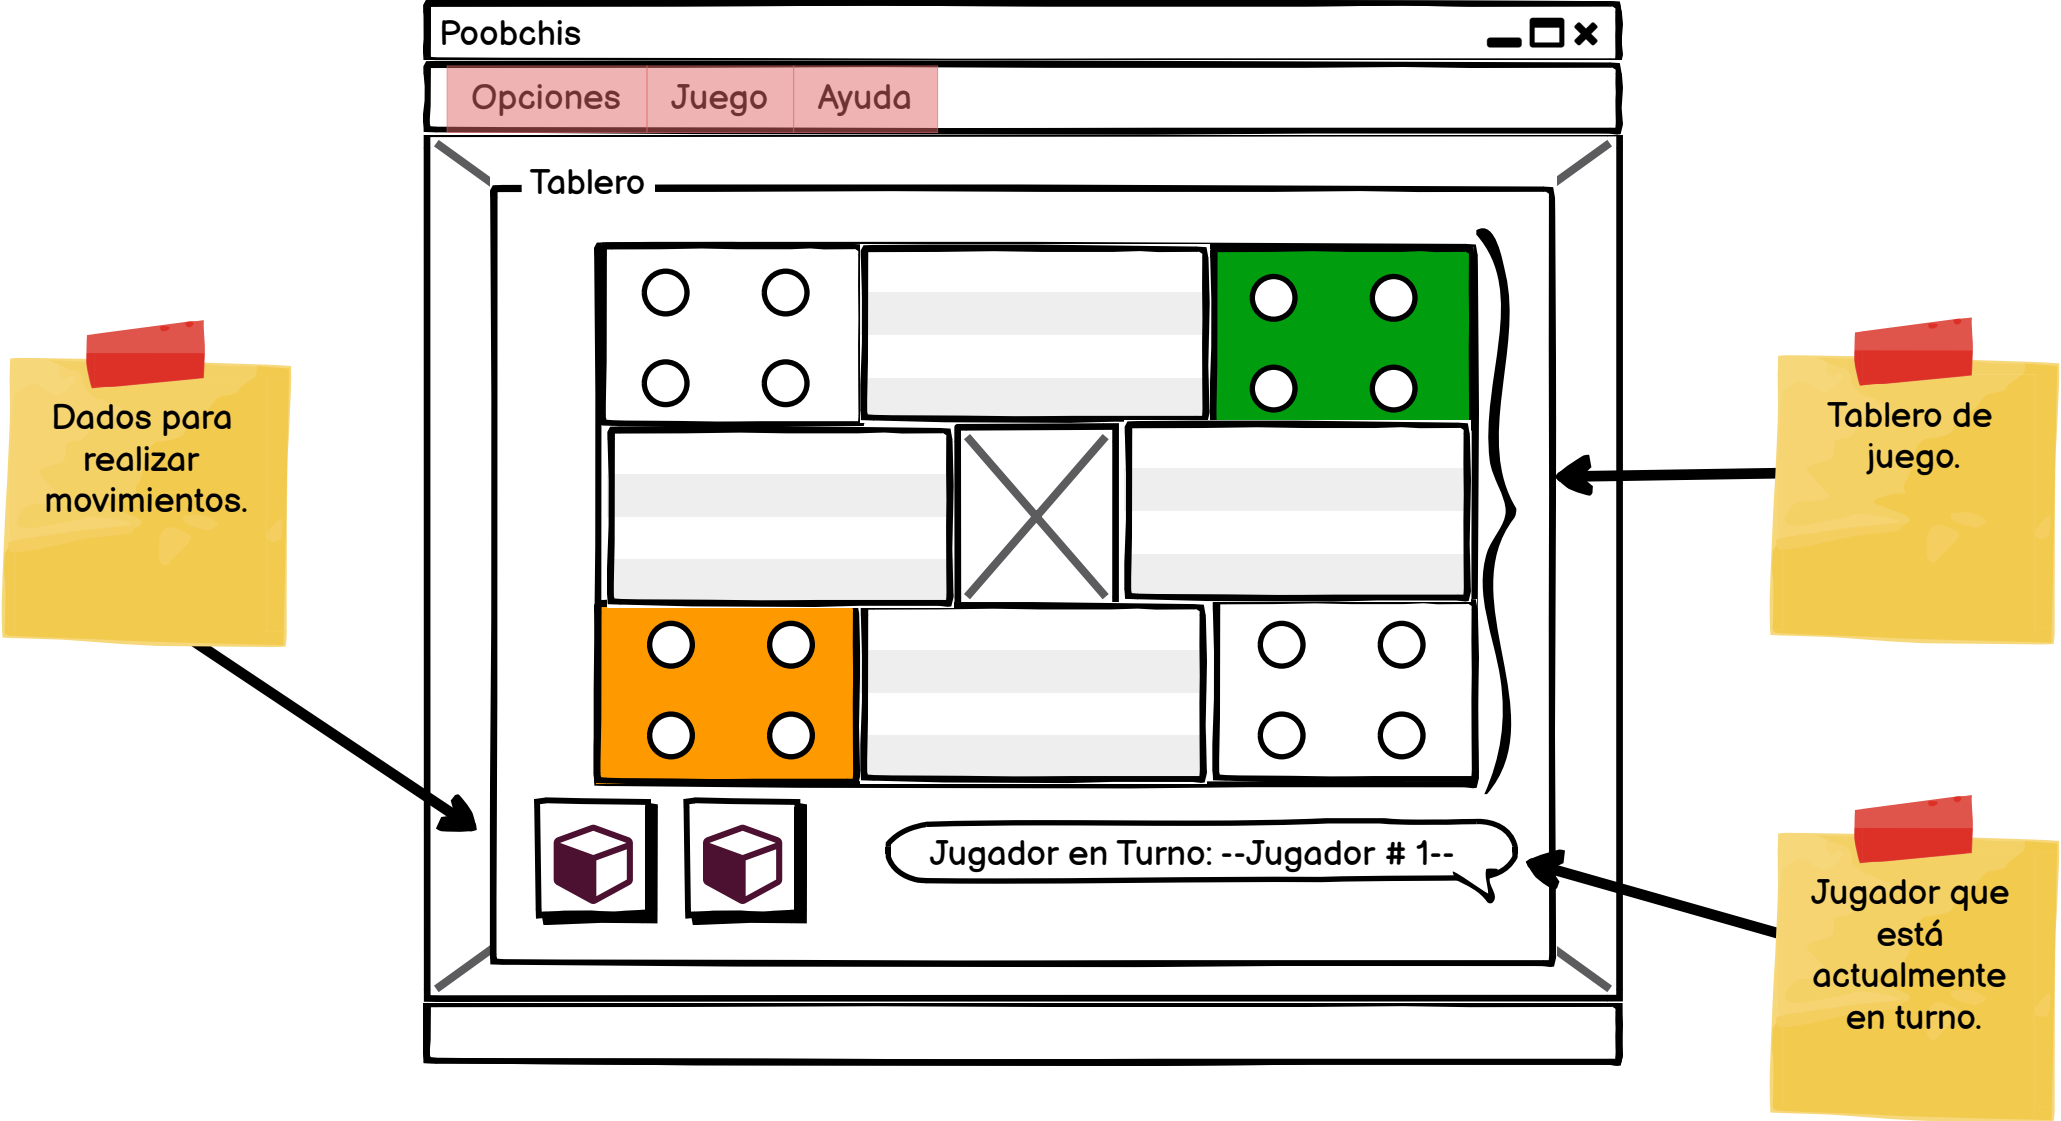 Poobchis
Opciones Juego Ayuda
Tablero
Dados para
realizar
movimientos.
Tablero de
juego.
Jugador en Turno: --Jugador # 1--
Jugador que
está
actualmente
en turno.